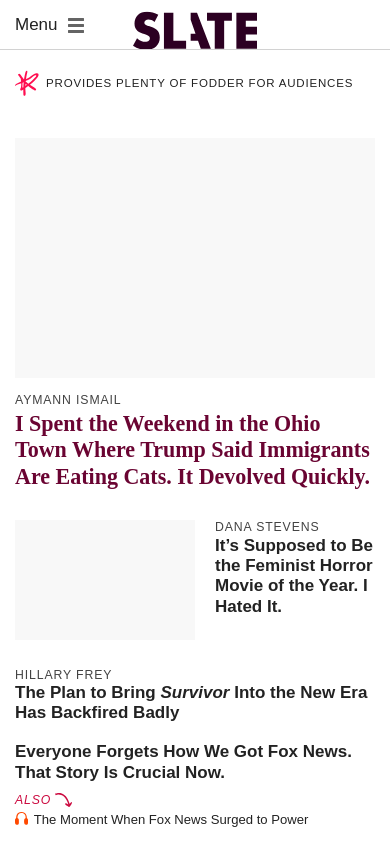 Menu
SLATE
PROVIDES PLENTY OF FODDER FOR AUDIENCES
AYMANN ISMAIL
I Spent the Weekend in the Ohio
Town Where Trump Said Immigrants
Are Eating Cats. It Devolved Quickly.
DANA STEVENS
It’s Supposed to Be
the Feminist Horror
Movie of the Year. I
Hated It.
HILLARY FREY
The Plan to Bring Survivor Into the New Era
Has Backfired Badly
Everyone Forgets How We Got Fox News.
That Story Is Crucial Now.
ALSO
The Moment When Fox News Surged to Power